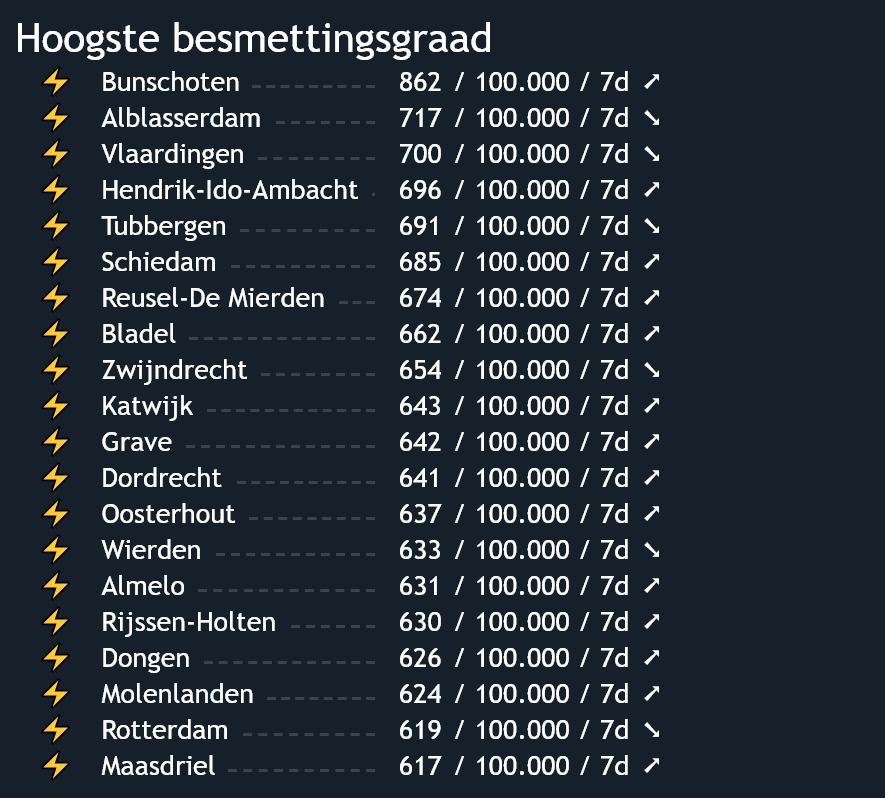 Hoogste besmettingsgraad
⚡ Bunschoten 862 / 100.000 / 7d ↗
⚡ Alblasserdam 717 / 100.000 / 7d ↘
⚡ Vlaardingen 700 / 100.000 / 7d ↘
⚡ Hendrik-Ido-Ambacht 696 / 100.000 / 7d ↗
⚡ Tubbergen 691 / 100.000 / 7d ↘
⚡ Schiedam 685 / 100.000 / 7d ↗
⚡ Reusel-De Mierden 674 / 100.000 / 7d ↗
⚡ Bladel 662 / 100.000 / 7d ↗
⚡ Zwijndrecht 654 / 100.000 / 7d ↘
⚡ Katwijk 643 / 100.000 / 7d ↗
⚡ Grave 642 / 100.000 / 7d ↗
⚡ Dordrecht 641 / 100.000 / 7d ↗
⚡ Oosterhout 637 / 100.000 / 7d ↗
⚡ Wierden 633 / 100.000 / 7d ↘
⚡ Almelo 631 / 100.000 / 7d ↗
⚡ Rijssen-Holten 630 / 100.000 / 7d ↗
⚡ Dongen 626 / 100.000 / 7d ↗
⚡ Molenlanden 624 / 100.000 / 7d ↗
⚡ Rotterdam 619 / 100.000 / 7d ↘
⚡ Maasdriel 617 / 100.000 / 7d ↗